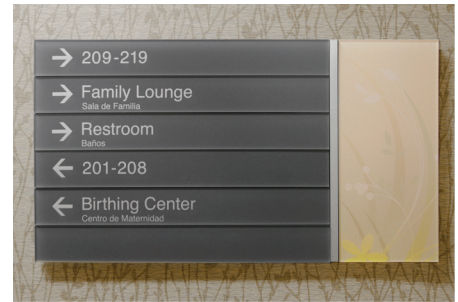 → 209-219
→ Family Lounge
Sala de Familia
→ Restroom
Baños
← 201-208
← Birthing Center
Centro de Maternidad